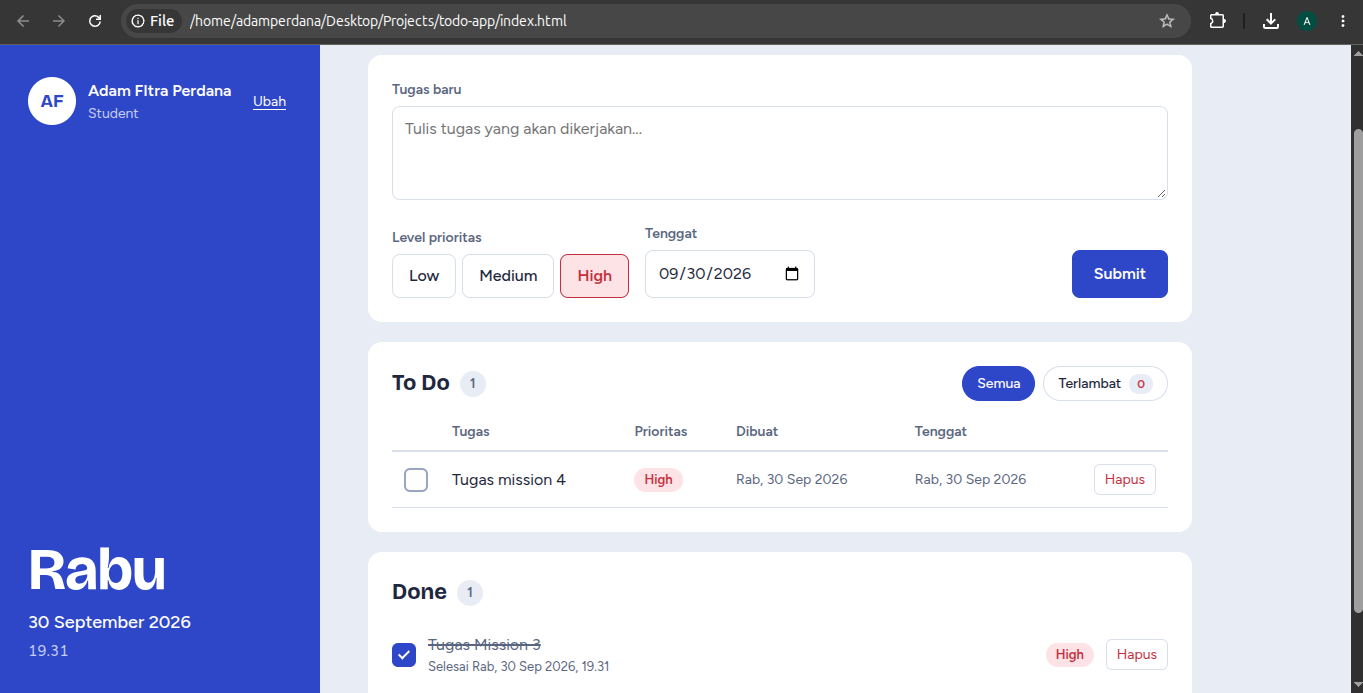 File
/home/adamperdana/Desktop/Projects/todo-app/index.html
A
AF
Adam FItra Perdana
Student
Ubah
Rabu
30 September 2026
19.31
Tugas baru
Tulis tugas yang akan dikerjakan...
Level prioritas
Tenggat
Low
Medium
High
09/30/2026
Submit
To Do 1
Semua
Terlambat 0
Tugas Prioritas Dibuat Tenggat
Tugas mission 4 High Rab, 30 Sep 2026 Rab, 30 Sep 2026 Hapus
Done 1
Tugas Mission 3
Selesai Rab, 30 Sep 2026, 19.31
High
Hapus